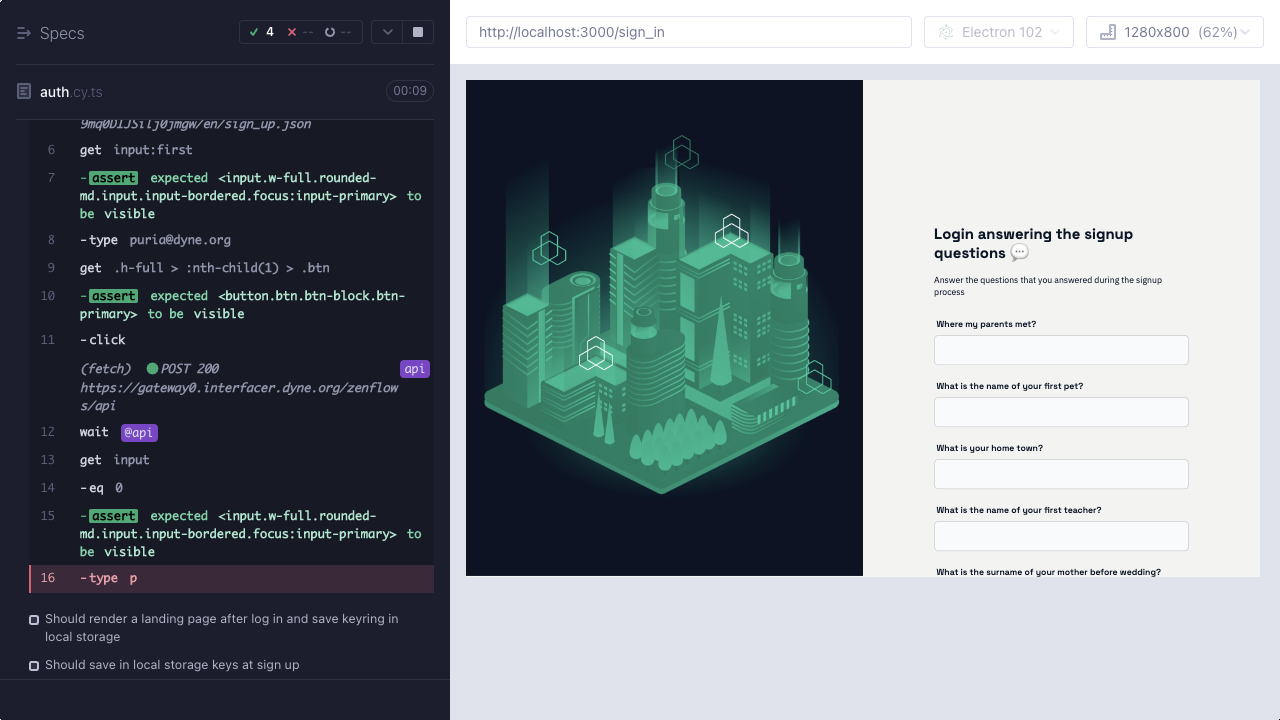 Specs
4
--
--
auth.cy.ts
00:09
9mq0DlJSilj0jmgw/en/sign_up.json
6 get input:first
7 -assert expected <input.w-full.rounded-
md.input.input-bordered.focus:input-primary> to
be visible
8 -type puria@dyne.org
9 get .h-full > :nth-child(1) > .btn
10 -assert expected <button.btn.btn-block.btn-
primary> to be visible
11 -click
(fetch) POST 200 api
https://gateway0.interfacer.dyne.org/zenflow
s/api
12 wait @api
13 get input
14 -eq 0
15 -assert expected <input.w-full.rounded-
md.input.input-bordered.focus:input-primary> to
be visible
16 -type p
Should render a landing page after log in and save keyring in
local storage
Should save in local storage keys at sign up
http://localhost:3000/sign_in
Electron 102
1280x800 (62%)
Login answering the signup
questions 💬
Answer the questions that you answered during the signup
process
Where my parents met?
What is the name of your first pet?
What is your home town?
What is the name of your first teacher?
What is the surname of your mother before wedding?